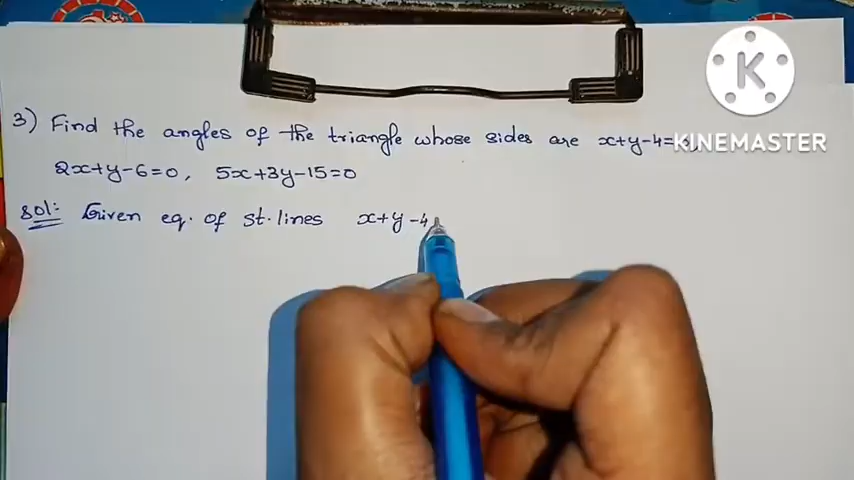 3) Find the angles of the triangle whose sides are x+y-4=
2x+y-6=0, 5x+3y-15=0
Sol:- Given eq. of st. lines x+y-4
KINEMASTER